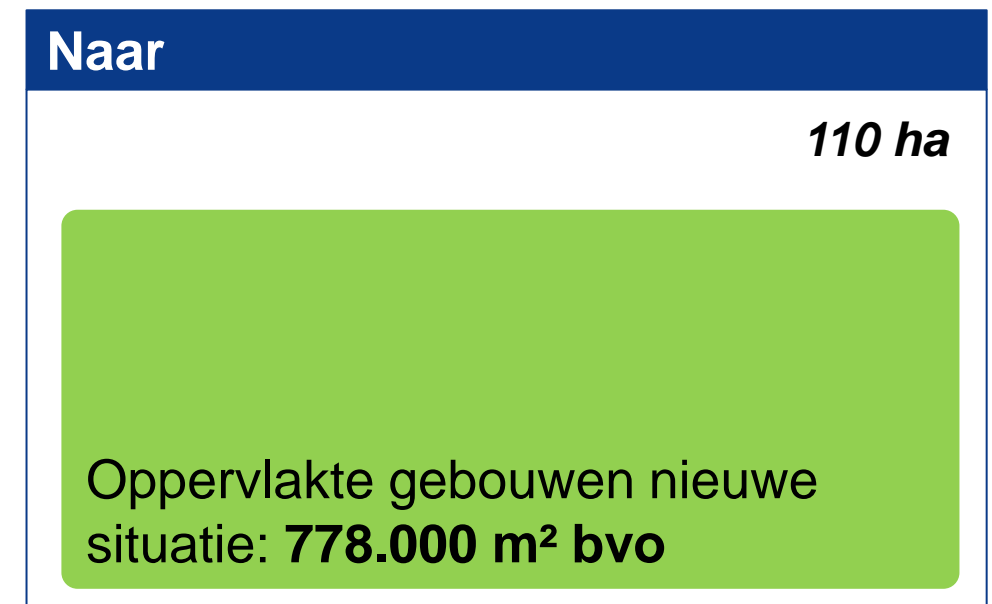 Naar
110 ha
Oppervlakte gebouwen nieuwe
situatie: 778.000 m² bvo